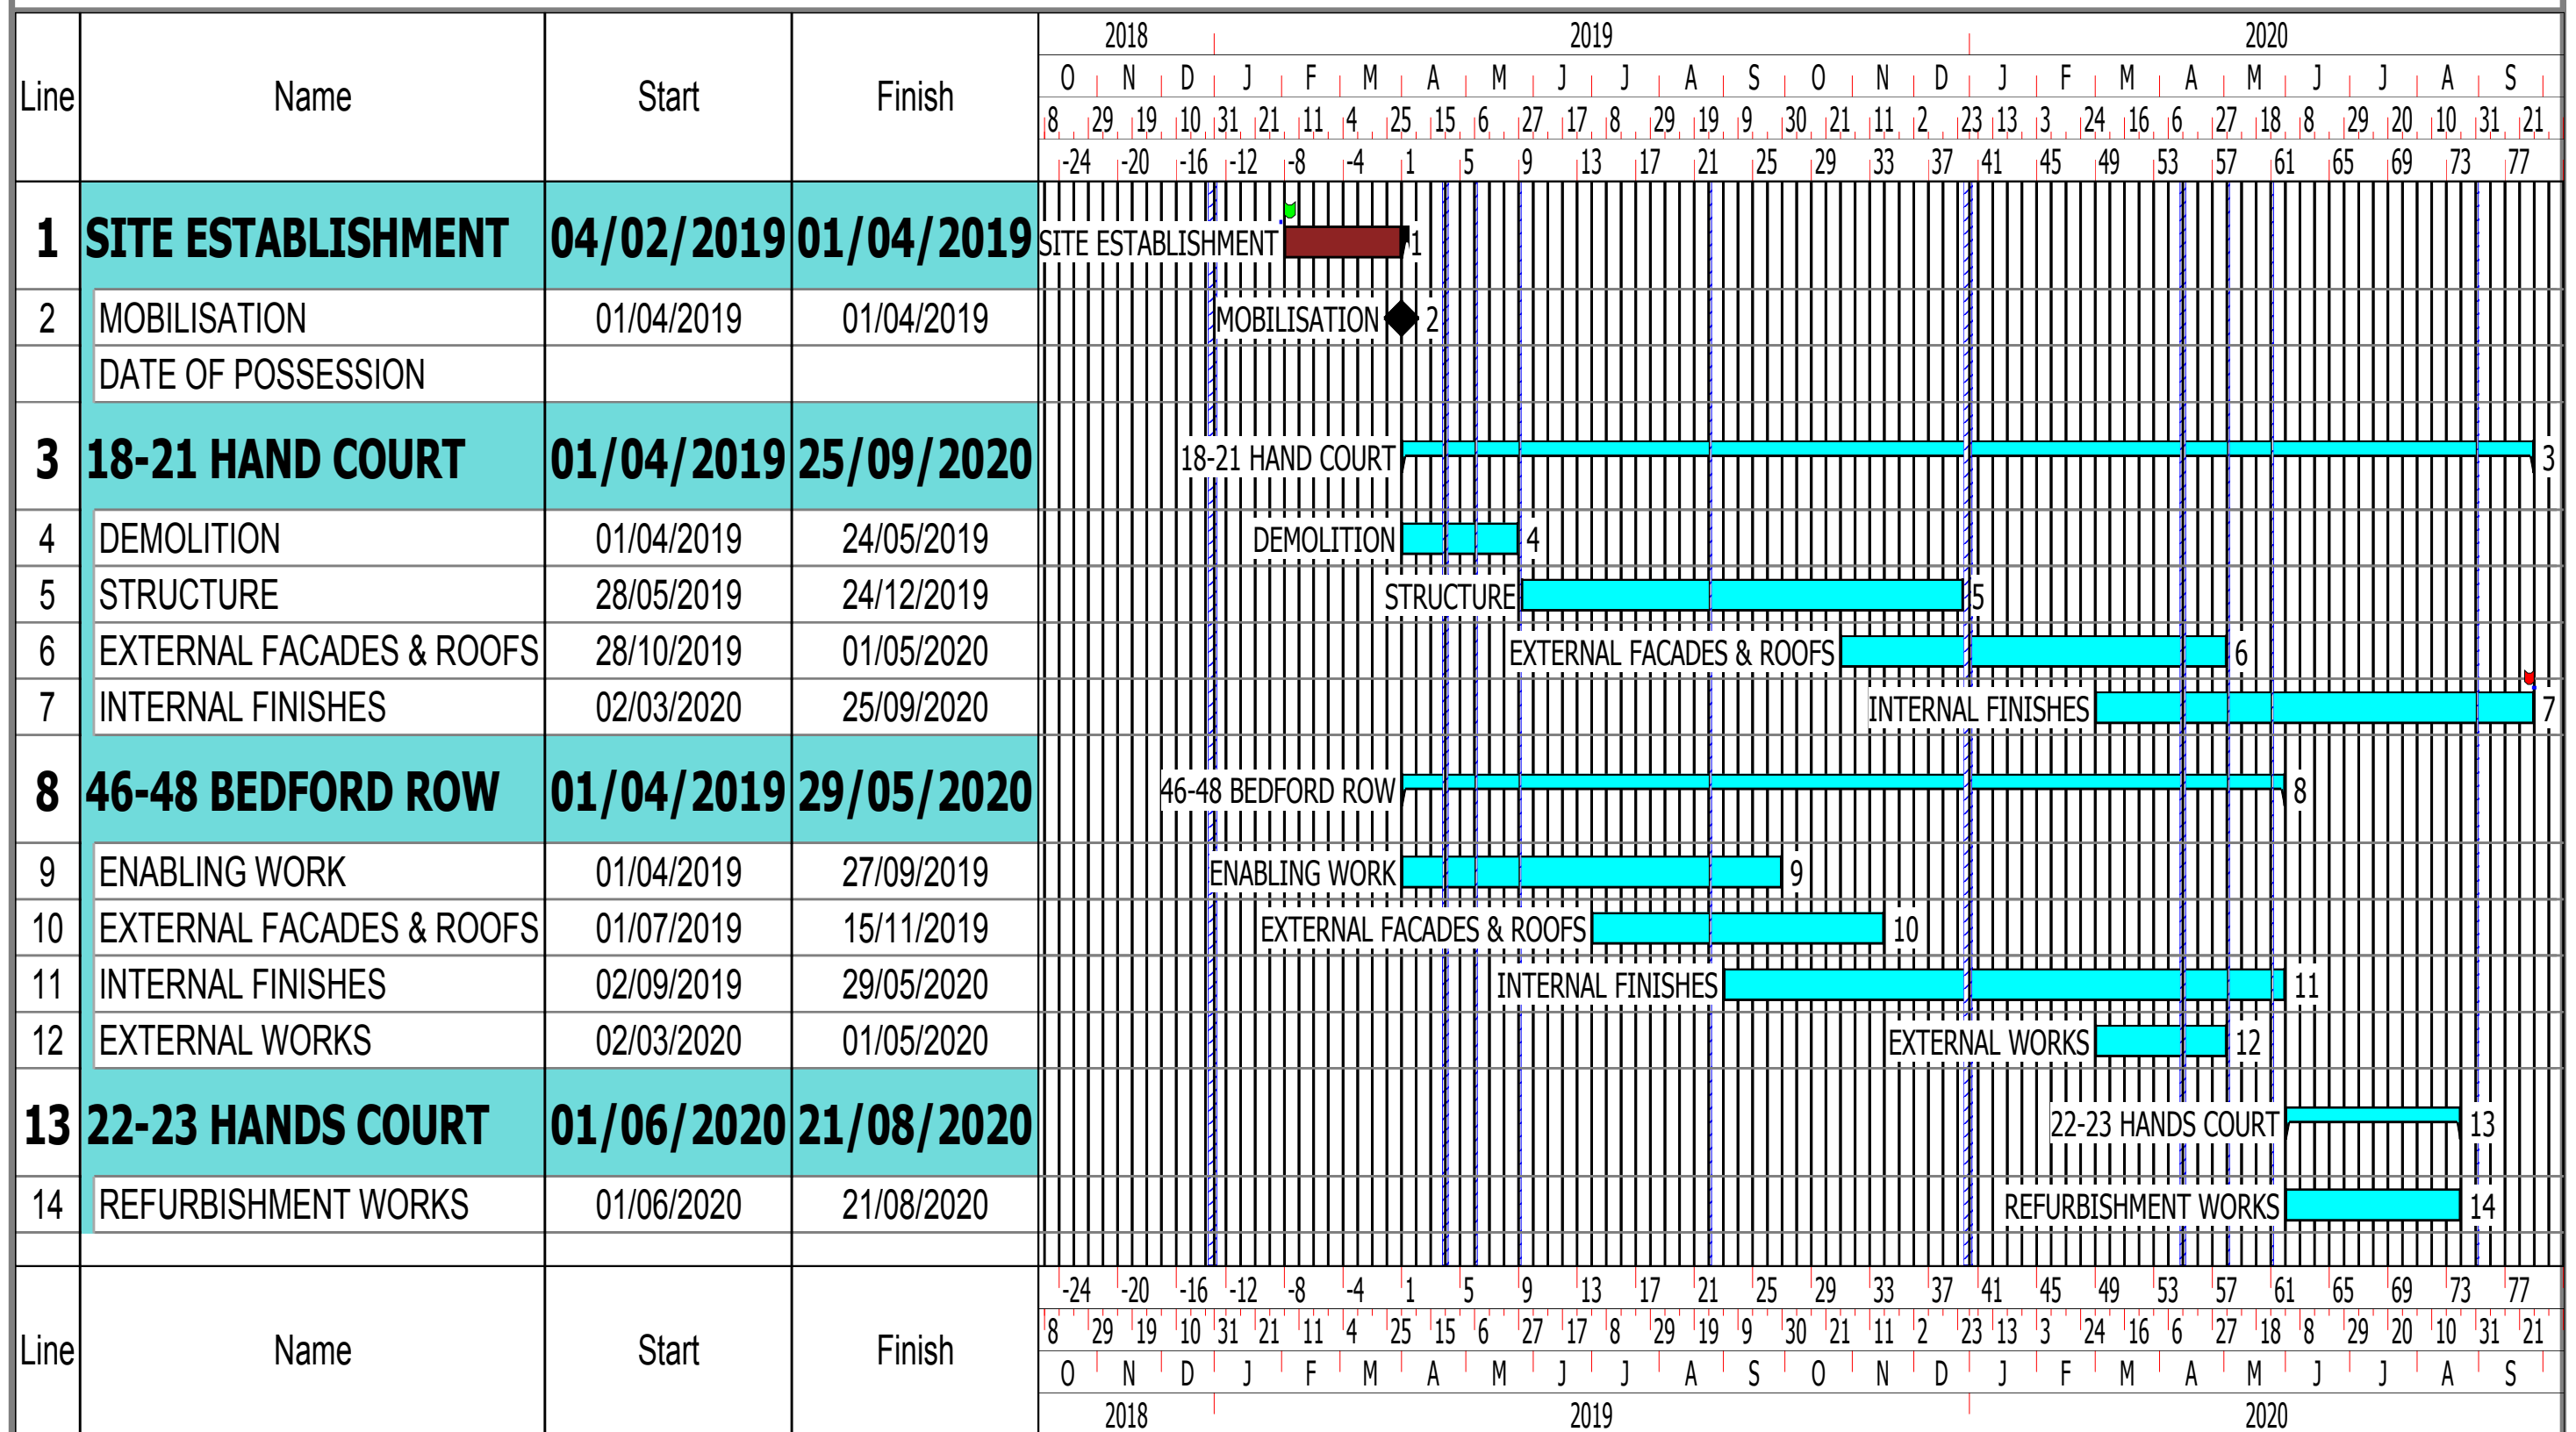 2018 2019 2020
O N D J F M A M J J A S O N D J F M A M J J A S
Line Name Start Finish
8 29 19 10 31 21 11 4 25 15 6 27 17 8 29 19 9 30 21 11 2 23 13 3 24 16 6 27 18 8 29 20 10 31 21
-24 -20 -16 -12 -8 -4 1 5 9 13 17 21 25 29 33 37 41 45 49 53 57 61 65 69 73 77
1 SITE ESTABLISHMENT 04/02/2019 01/04/2019 SITE ESTABLISHMENT 1
2 MOBILISATION 01/04/2019 01/04/2019 MOBILISATION 2
DATE OF POSSESSION
3 18-21 HAND COURT 01/04/2019 25/09/2020 18-21 HAND COURT 3
4 DEMOLITION 01/04/2019 24/05/2019 DEMOLITION 4
5 STRUCTURE 28/05/2019 24/12/2019 STRUCTURE 5
6 EXTERNAL FACADES & ROOFS 28/10/2019 01/05/2020 EXTERNAL FACADES & ROOFS 6
7 INTERNAL FINISHES 02/03/2020 25/09/2020 INTERNAL FINISHES 7
8 46-48 BEDFORD ROW 01/04/2019 29/05/2020 46-48 BEDFORD ROW 8
9 ENABLING WORK 01/04/2019 27/09/2019 ENABLING WORK 9
10 EXTERNAL FACADES & ROOFS 01/07/2019 15/11/2019 EXTERNAL FACADES & ROOFS 10
11 INTERNAL FINISHES 02/09/2019 29/05/2020 INTERNAL FINISHES 11
12 EXTERNAL WORKS 02/03/2020 01/05/2020 EXTERNAL WORKS 12
13 22-23 HANDS COURT 01/06/2020 21/08/2020 22-23 HANDS COURT 13
14 REFURBISHMENT WORKS 01/06/2020 21/08/2020 REFURBISHMENT WORKS 14
-24 -20 -16 -12 -8 -4 1 5 9 13 17 21 25 29 33 37 41 45 49 53 57 61 65 69 73 77
8 29 19 10 31 21 11 4 25 15 6 27 17 8 29 19 9 30 21 11 2 23 13 3 24 16 6 27 18 8 29 20 10 31 21
Line Name Start Finish
O N D J F M A M J J A S O N D J F M A M J J A S
2018 2019 2020